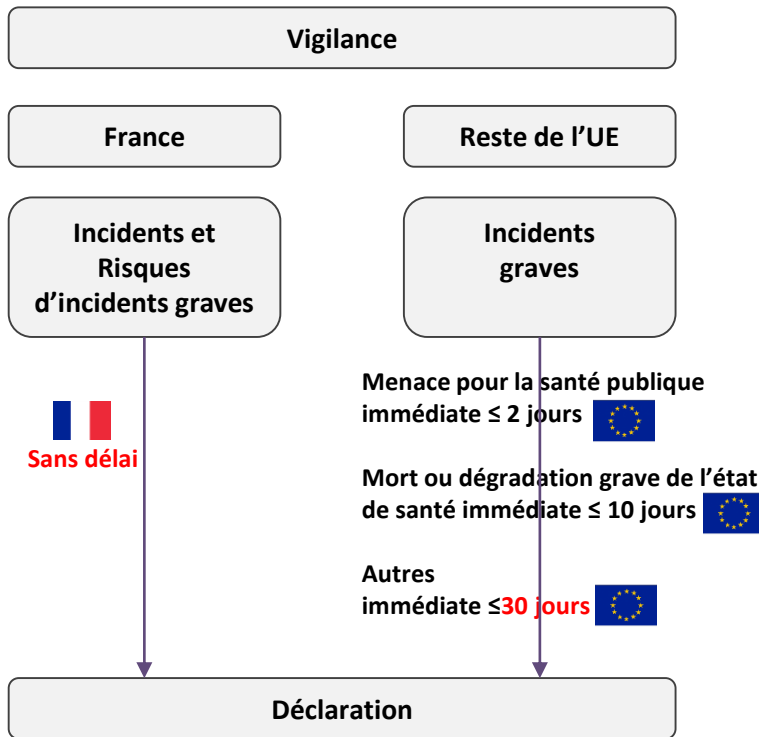 Vigilance
France
Reste de l’UE
Incidents et
Risques
d’incidents graves
Incidents
graves
Sans délai
Menace pour la santé publique
immédiate ≤ 2 jours
Mort ou dégradation grave de l’état
de santé immédiate ≤ 10 jours
Autres
immédiate ≤30 jours
Déclaration